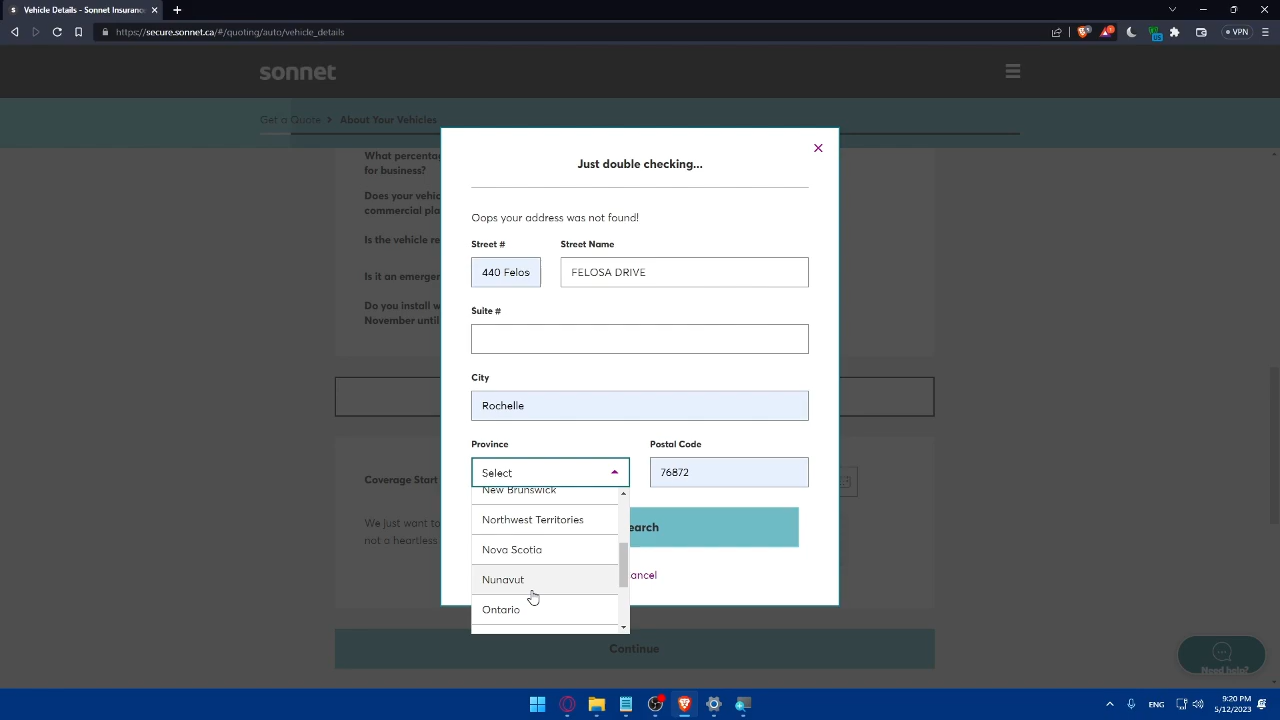 Vehicle Details - Sonnet Insurance
https://secure.sonnet.ca/#/quoting/auto/vehicle_details
VPN
sonnet
Get a Quote > About Your Vehicles
What percentag
for business?
Does your vehic
commercial pla
Is the vehicle re
Is it an emerger
Do you install w
November until
Coverage Start
We just want to
not a heartless
Just double checking...
Oops your address was not found!
Street # Street Name
440 Felos FELOSA DRIVE
Suite #
City
Rochelle
Province Postal Code
Select 76872
New Brunswick
Northwest Territories
earch
Nova Scotia
Nunavut
ancel
Ontario
Continue
Need help?
ENG
9:20 PM
5/12/2023